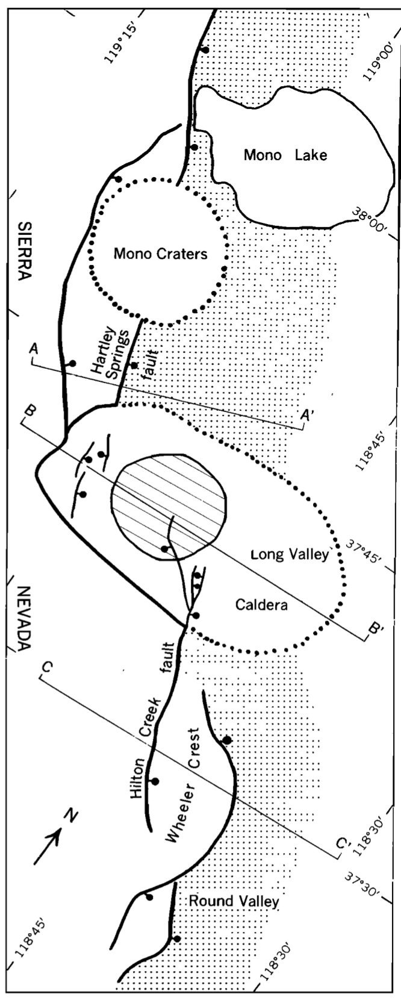 119°15'
119°00'
Mono Lake
38°00'
SIERRA
Mono Craters
Hartley
Springs
fault
A
A'
B
118°45'
37°45'
Long Valley
Caldera
NEVADA
B'
fault
C
Creek
Crest
Hilton
Wheeler
N
C'
118°30'
37°30'
Round Valley
118°45'
118°30'